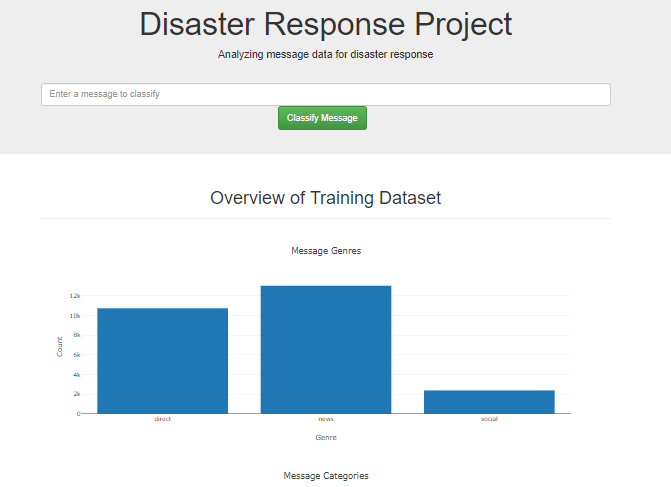 Disaster Response Project
Analyzing message data for disaster response
Enter a message to classify
Classify Message
Overview of Training Dataset
Message Genres
12k
10k
8k
6k
4k
2k
0
Count
direct news social
Genre
Message Categories